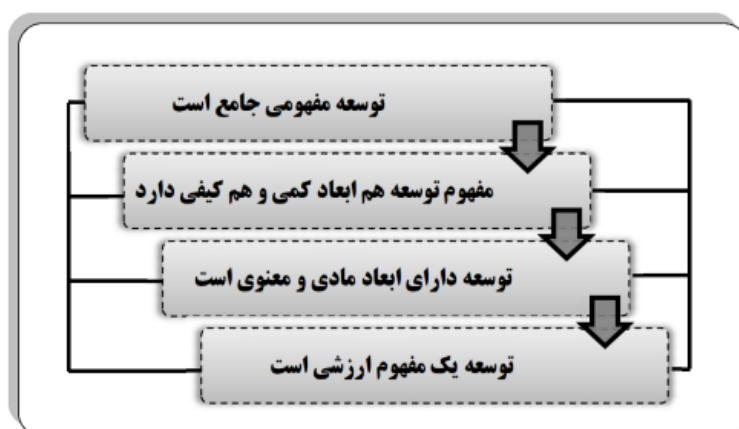 توسعه مفهومی جامع است
مفهوم توسعه هم ابعاد کمی و هم کیفی دارد
توسعه دارای ابعاد مادی و معنوی است
توسعه یک مفهوم ارزشی است